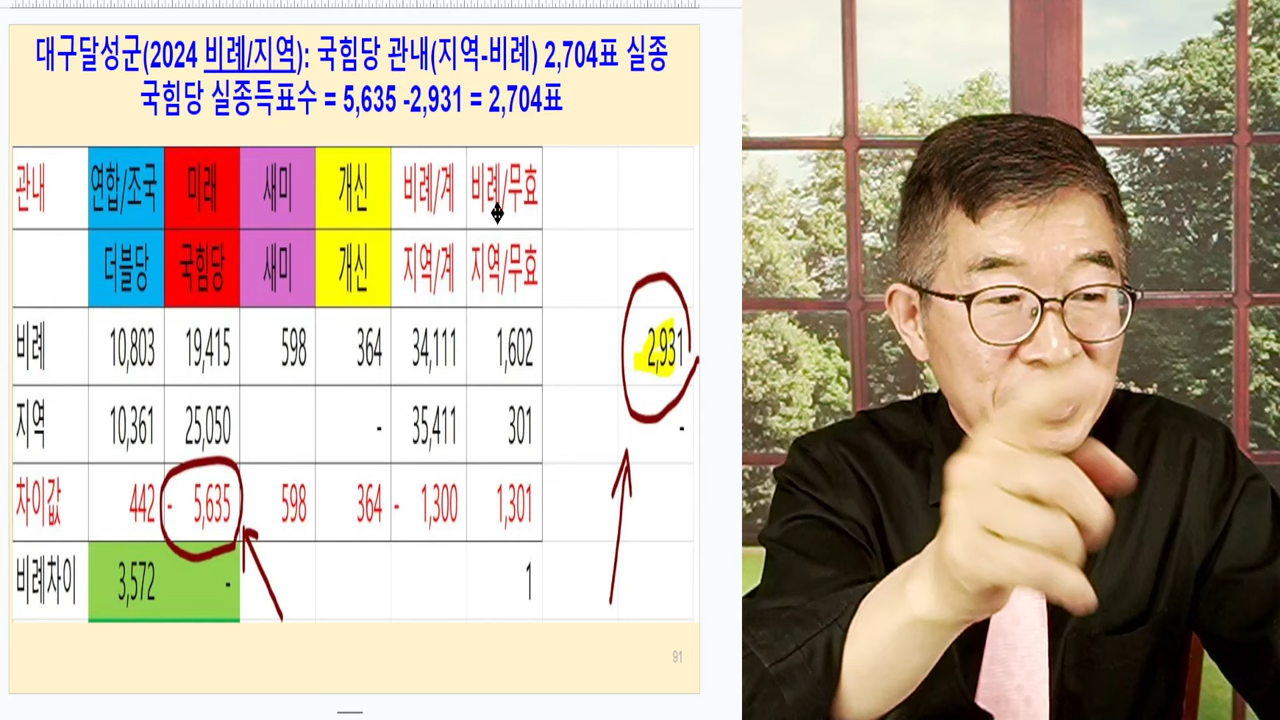 대구달성군(2024 비례/지역): 국힘당 관내(지역-비례) 2,704표 실종
국힘당 실종득표수 = 5,635 -2,931 = 2,704표
관내 연합/조국 미래 새미 개신 비례/계 비례/무효
더블당 국힘당 새미 개신 지역/계 지역/무효
비례 10,803 19,415 598 364 34,111 1,602 2,931
지역 10,361 25,050 - 35,411 301 -
차이값 442 - 5,635 598 364 - 1,300 1,301
비례차이 3,572 - 1
91